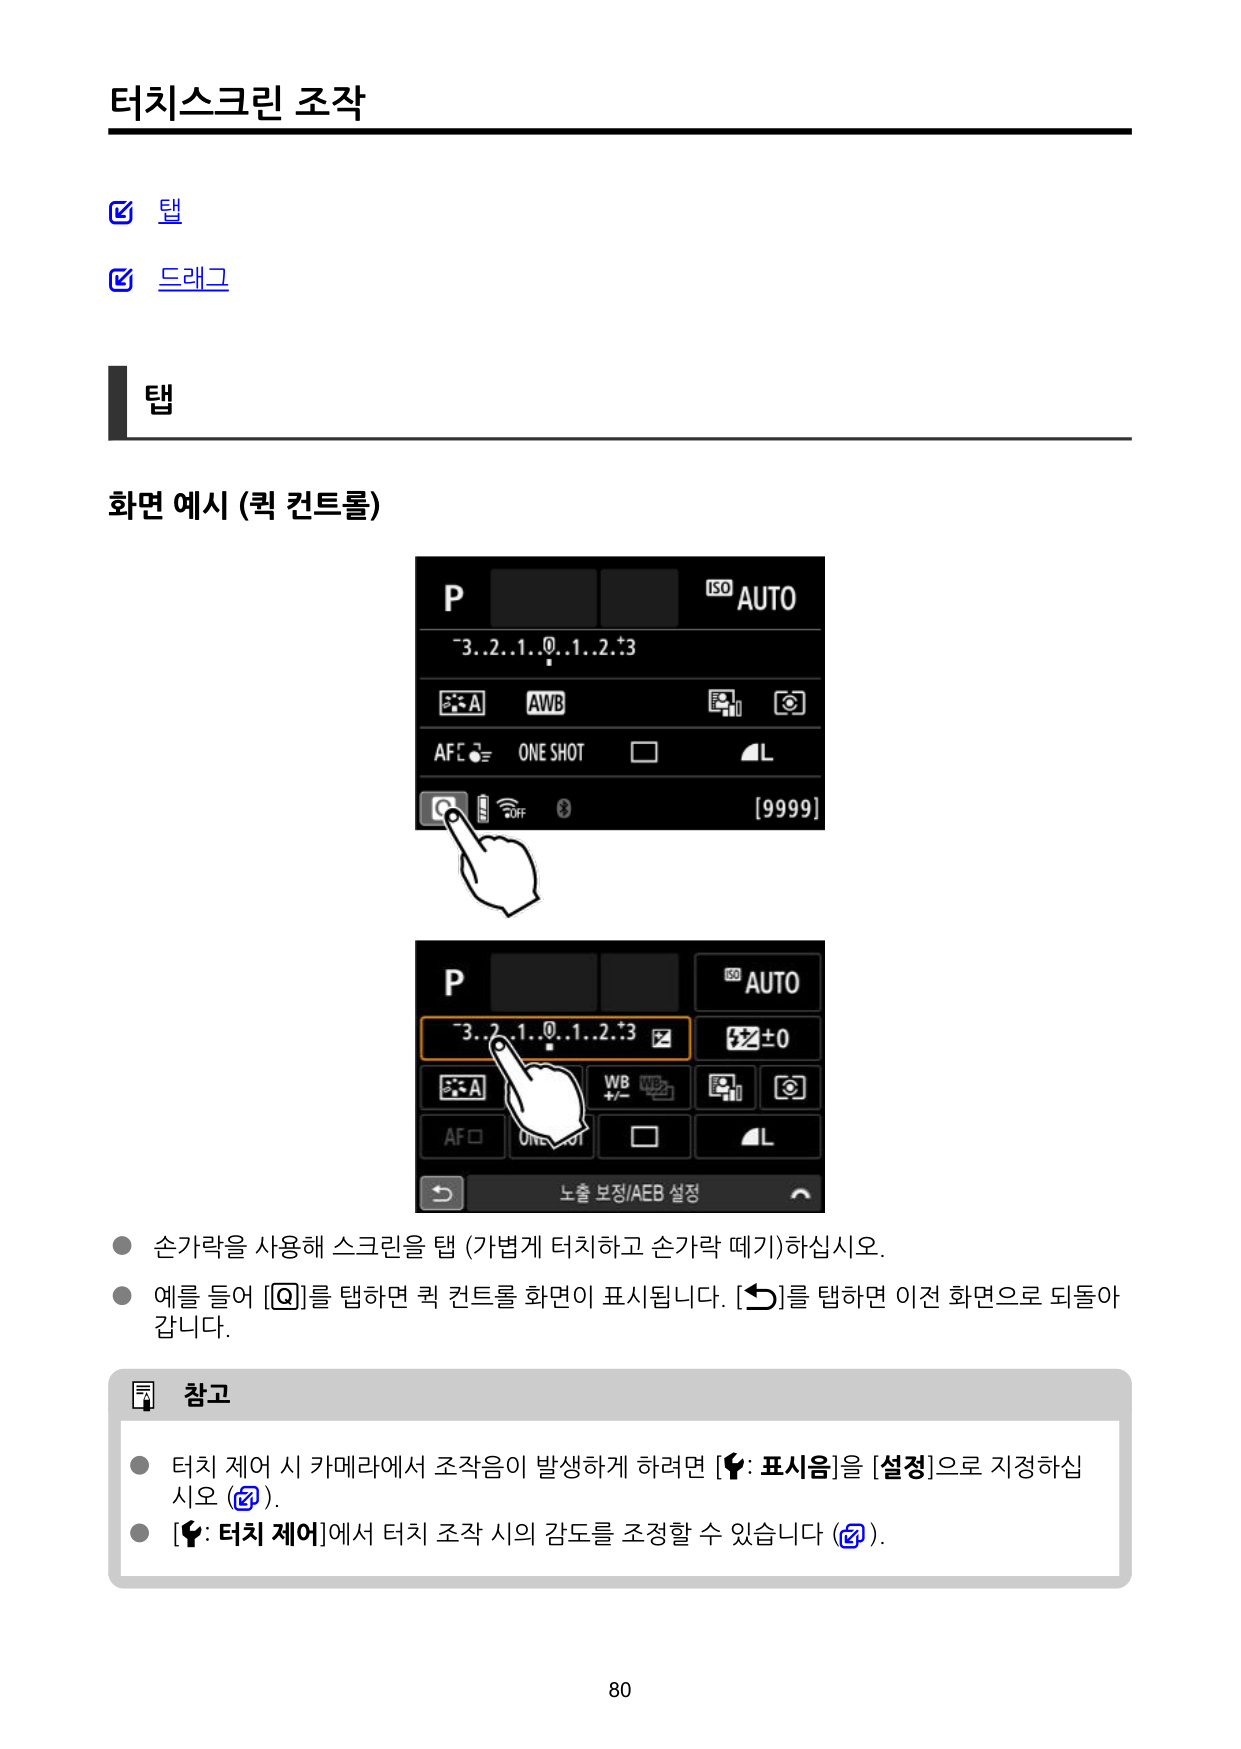 터치스크린 조작
탭
드래그
탭
화면 예시 (퀵 컨트롤)
P ISO AUTO
-3..2..1..0..1..2.+3
A AWB
AF ONE SHOT L
Q OFF [9999]
P ISO AUTO
-3..2..1..0..1..2.+3 ±0
A WB +/- WB
AF L
노출 보정/AEB 설정
손가락을 사용해 스크린을 탭 (가볍게 터치하고 손가락 떼기)하십시오.
예를 들어 [Q]를 탭하면 퀵 컨트롤 화면이 표시됩니다. []를 탭하면 이전 화면으로 되돌아
갑니다.
참고
터치 제어 시 카메라에서 조작음이 발생하게 하려면 [: 표시음]을 [설정]으로 지정하십
시오 ().
[: 터치 제어]에서 터치 조작 시의 감도를 조정할 수 있습니다 ().
80